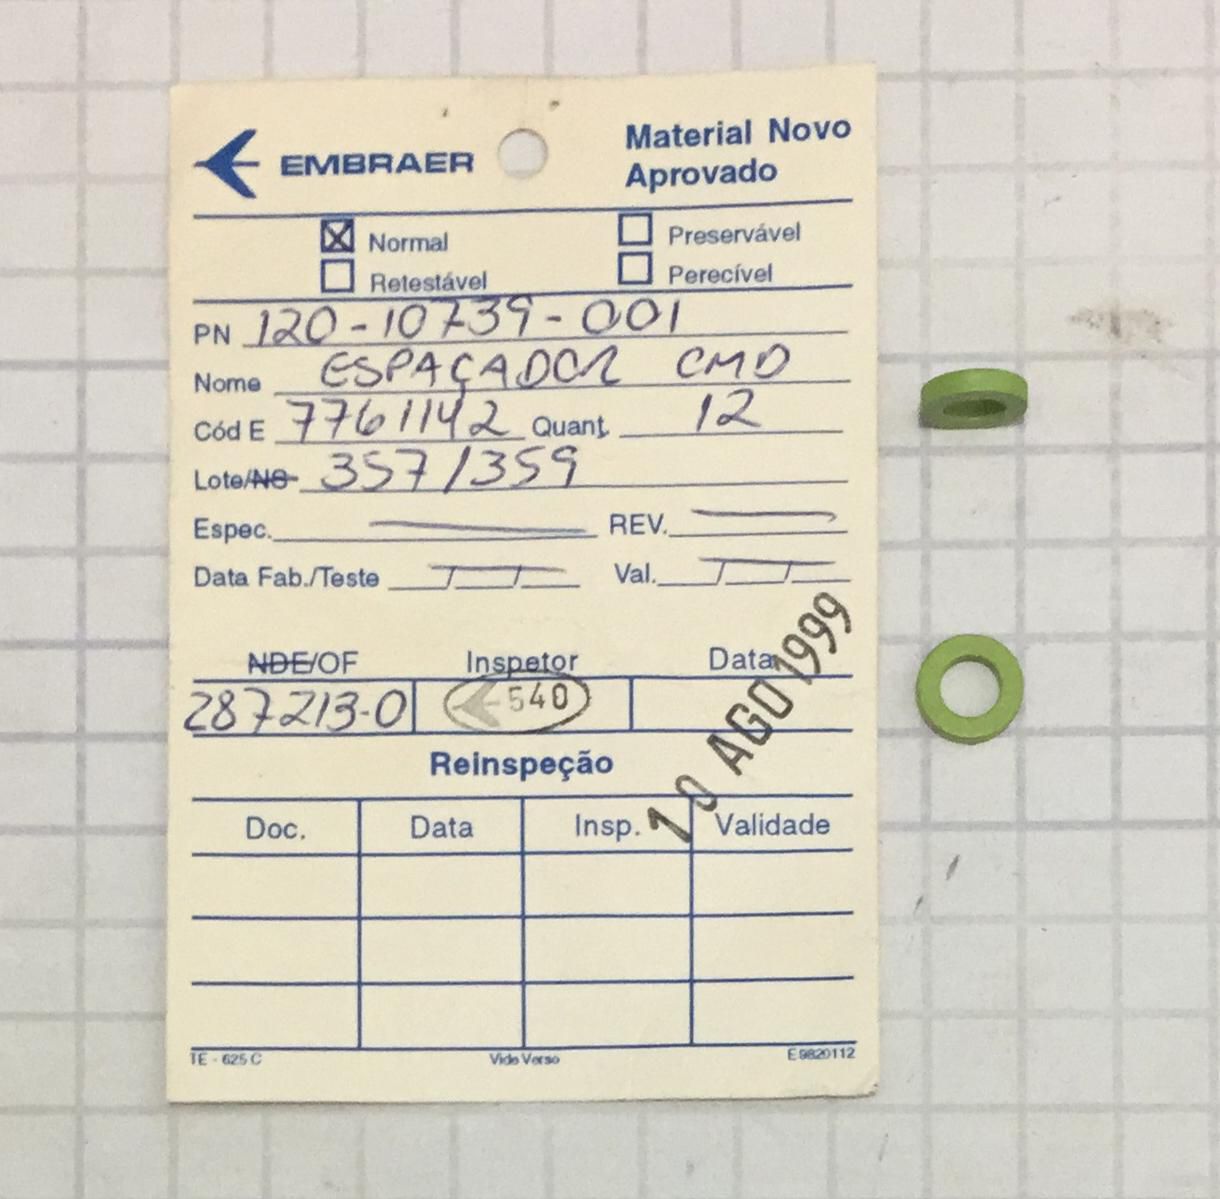 EMBRAER
Material Novo
Aprovado
Normal
Preservável
Retestável
Perecível
PN 120-10739-001
Nome ESPAÇADOR CMD
Cód E 7761142 Quant. 12
Lote/NS 357/359
Espec. REV.
Data Fab./Teste Val.
NDE/OF Inspetor Data
287213-0 540 10 AGO 1999
Reinspeção
Doc. Data Insp. Validade
TE - 625 C Vide Verso E9820112